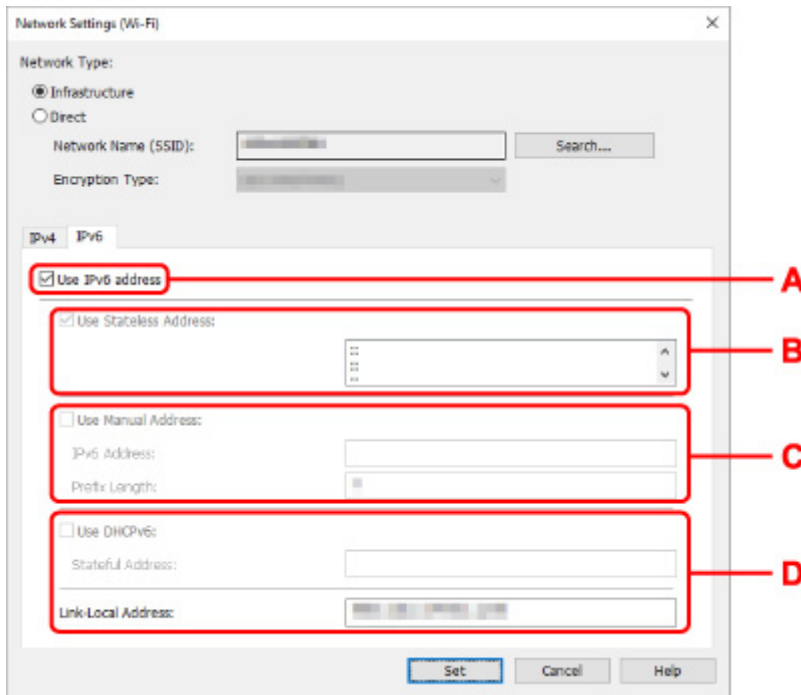 Network Settings (Wi-Fi)
Network Type:
Infrastructure
Direct
Network Name (SSID):
Search...
Encryption Type:
IPv4 IPv6
Use IPv6 address
A
Use Stateless Address:
::
::
::
B
Use Manual Address:
IPv6 Address:
Prefix Length:
C
Use DHCPv6:
Stateful Address:
Link-Local Address:
D
Set Cancel Help